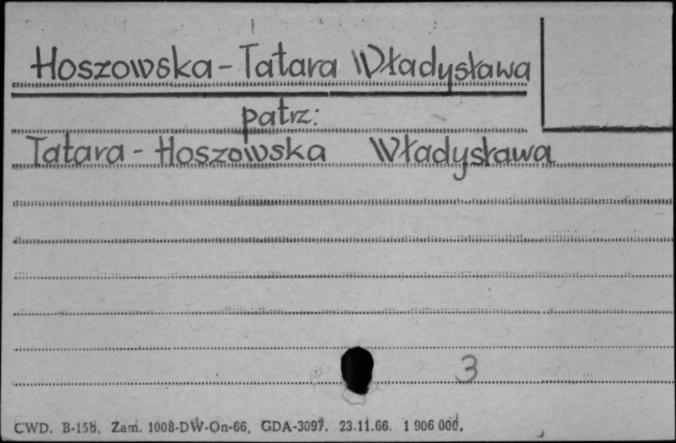 Hoszowska-Tatara Władysława
patrz:
Tatara - Hoszowska Władysława
3
CWD. B-15b. Zam. 1008-DW-On-66. GDA-3097. 23.11.66. 1 906 000.